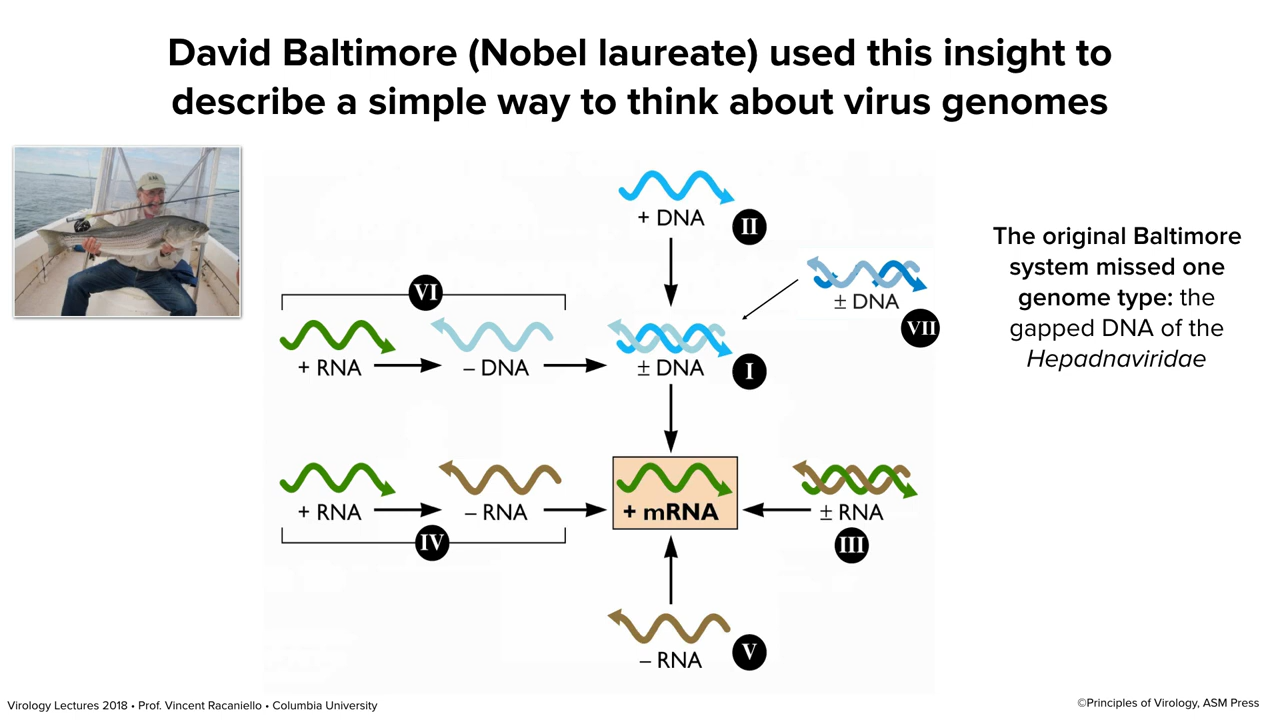 David Baltimore (Nobel laureate) used this insight to
describe a simple way to think about virus genomes
+ DNA
II
± DNA
VII
VI
+ RNA
– DNA
± DNA
I
The original Baltimore
system missed one
genome type: the
gapped DNA of the
Hepadnaviridae
+ RNA
– RNA
+ mRNA
± RNA
IV
III
– RNA
V
Virology Lectures 2018 • Prof. Vincent Racaniello • Columbia University
©Principles of Virology, ASM Press